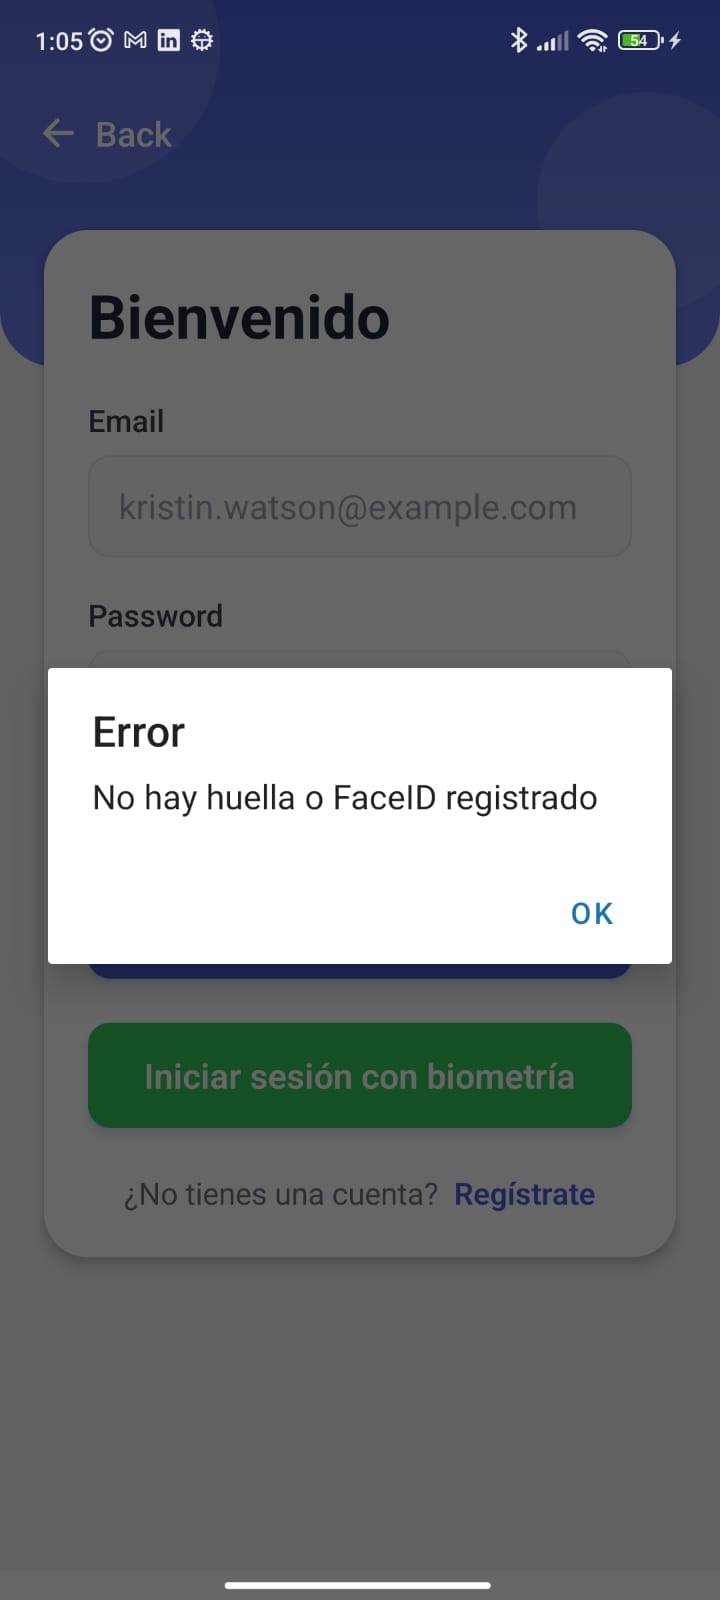 1:05
54
Back
Bienvenido
Email
kristin.watson@example.com
Password
Error
No hay huella o FaceID registrado
OK
Iniciar sesión con biometría
¿No tienes una cuenta? Regístrate